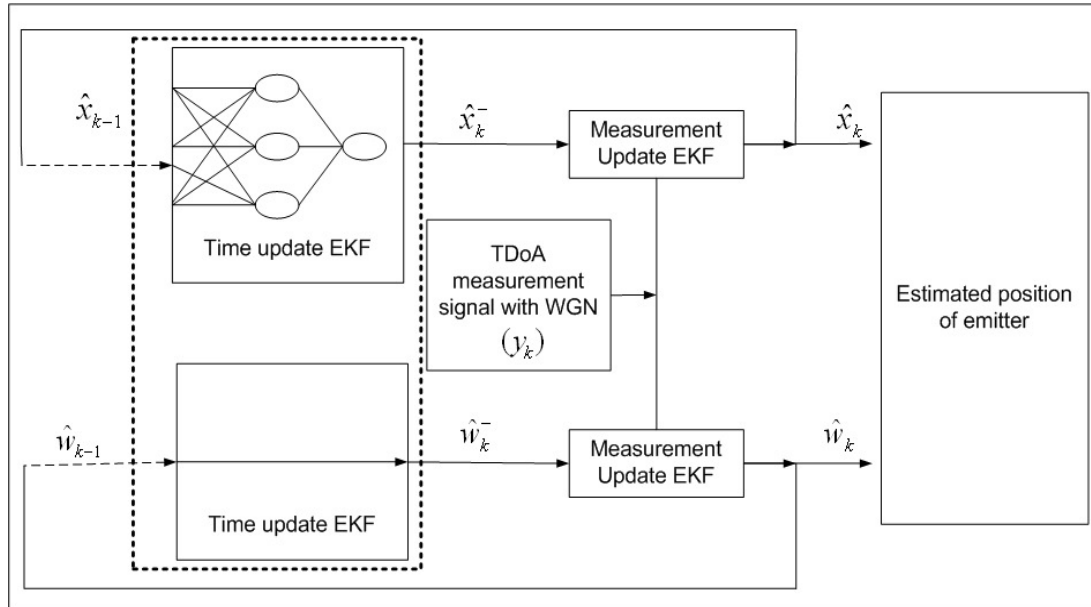 x̂ₖ₋₁
Time update EKF
x̂ₖ⁻
Measurement
Update EKF
x̂ₖ
TDoA
measurement
signal with WGN
(yₖ)
Estimated position
of emitter
ŵₖ₋₁
Time update EKF
ŵₖ⁻
Measurement
Update EKF
ŵₖ